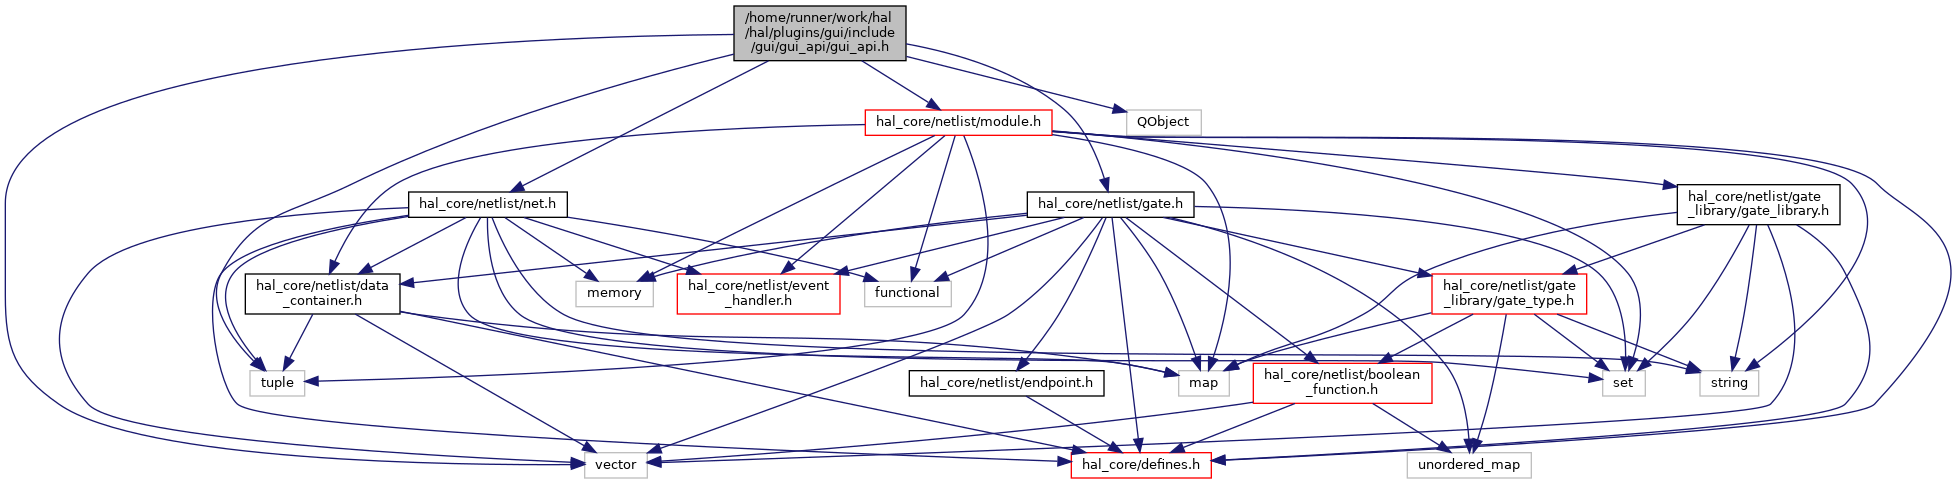 /home/runner/work/hal
/hal/plugins/gui/include
/gui/gui_api/gui_api.h
hal_core/netlist/module.h
QObject
hal_core/netlist/net.h
hal_core/netlist/gate.h
hal_core/netlist/gate
_library/gate_library.h
hal_core/netlist/data
_container.h
memory
hal_core/netlist/event
_handler.h
functional
hal_core/netlist/gate
_library/gate_type.h
tuple
hal_core/netlist/endpoint.h
map
hal_core/netlist/boolean
_function.h
set
string
vector
hal_core/defines.h
unordered_map